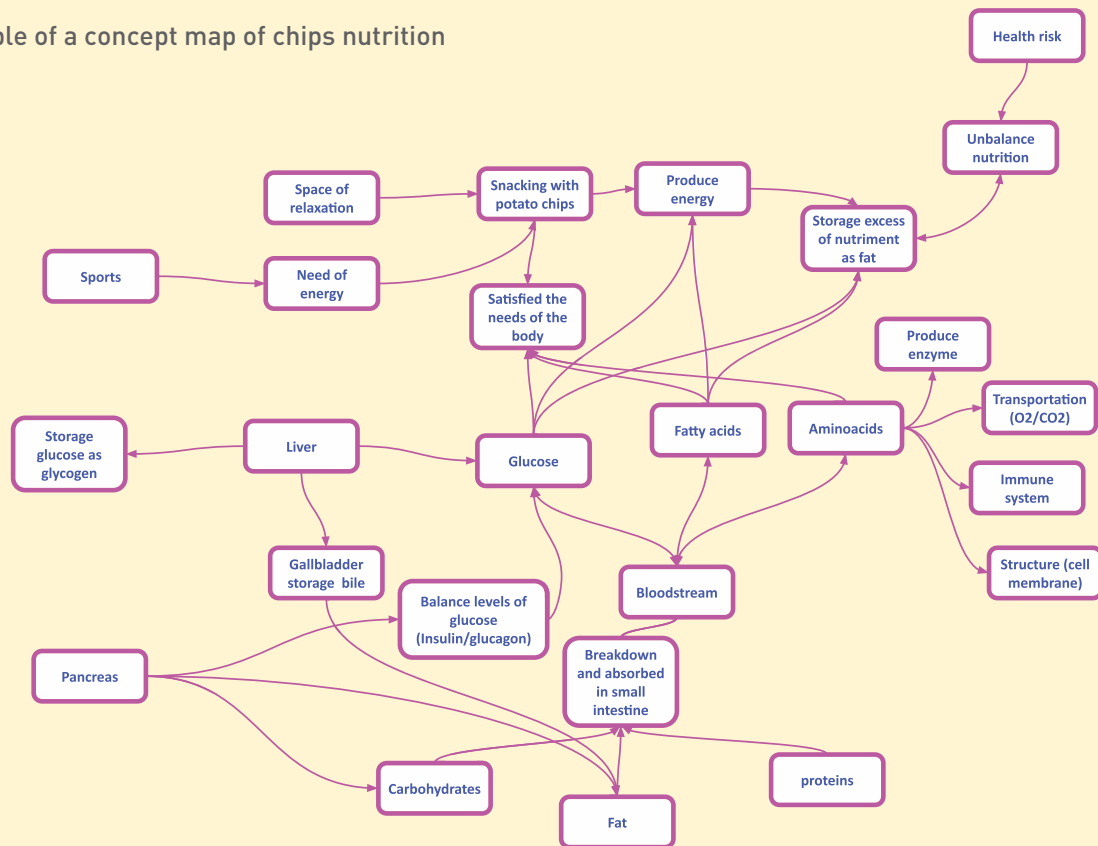 ple of a concept map of chips nutrition
Health risk
Unbalance
nutrition
Space of
relaxation
Snacking with
potato chips
Produce
energy
Storage excess
of nutriment
as fat
Sports
Need of
energy
Satisfied the
needs of the
body
Produce
enzyme
Transportation
(O2/CO2)
Storage
glucose as
glycogen
Liver
Glucose
Fatty acids
Aminoacids
Immune
system
Gallbladder
storage bile
Balance levels of
glucose
(Insulin/glucagon)
Bloodstream
Structure (cell
membrane)
Pancreas
Breakdown
and absorbed
in small
intestine
Carbohydrates
Fat
proteins